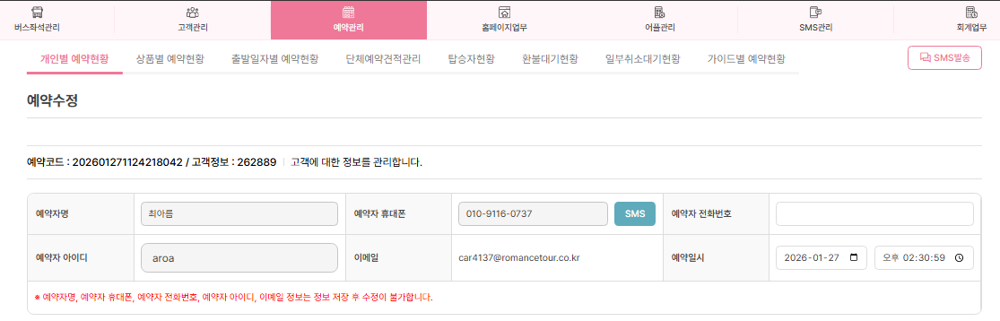 버스좌석관리 고객관리 예약관리 홈페이지업무 어플관리 SMS관리 회계업무
개인별 예약현황 상품별 예약현황 출발일자별 예약현황 단체예약견적관리 탑승자현황 환불대기현황 일부취소대기현황 가이드별 예약현황 SMS발송
예약수정
예약코드 : 202601271124218042 / 고객정보 : 262889 고객에 대한 정보를 관리합니다.
예약자명 최아름 예약자 휴대폰 010-9116-0737 SMS 예약자 전화번호
예약자 아이디 aroa 이메일 car4137@romancetour.co.kr 예약일시 2026-01-27 오후 02:30:59
※ 예약자명, 예약자 휴대폰, 예약자 전화번호, 예약자 아이디, 이메일 정보는 정보 저장 후 수정이 불가합니다.